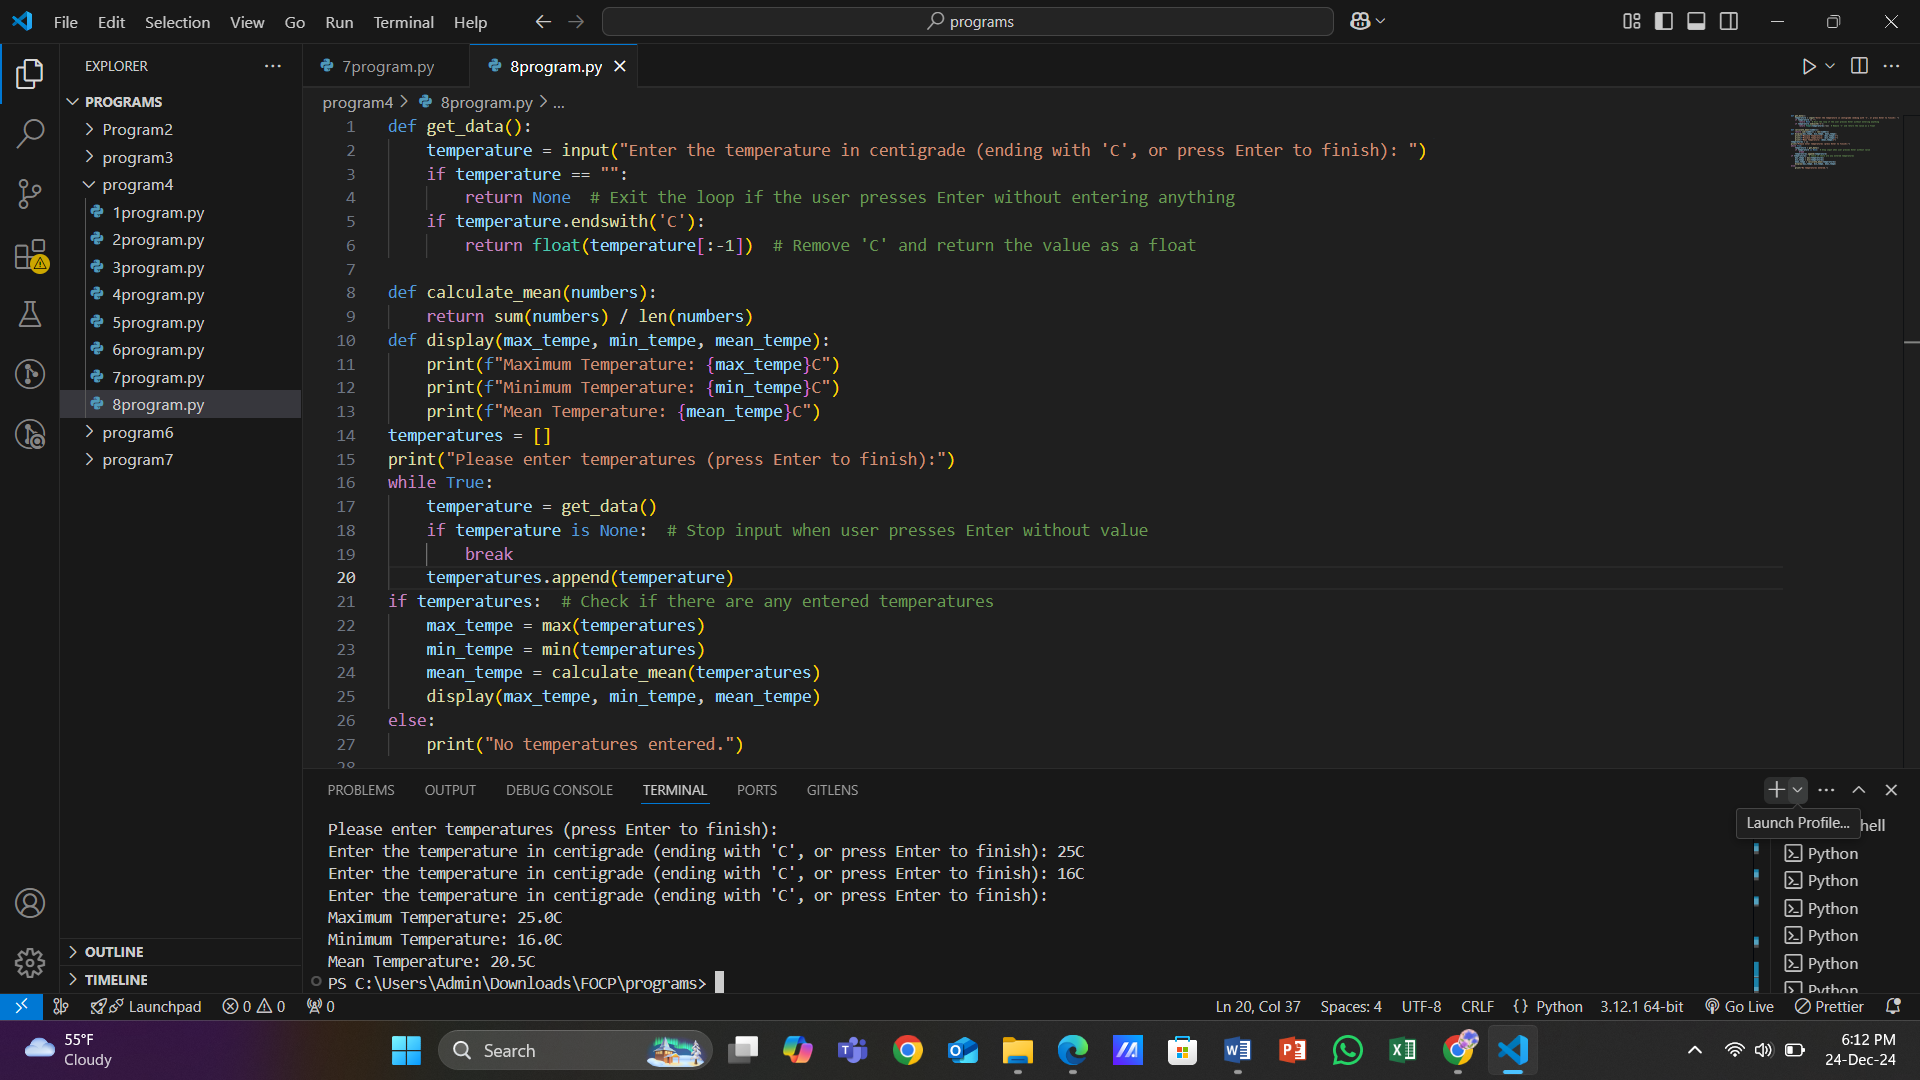 File Edit Selection View Go Run Terminal Help
programs
EXPLORER
PROGRAMS
Program2
program3
program4
1program.py
2program.py
3program.py
4program.py
5program.py
6program.py
7program.py
8program.py
program6
program7
OUTLINE
TIMELINE
7program.py
8program.py
program4 > 8program.py > ...
1 def get_data():
2     temperature = input("Enter the temperature in centigrade (ending with 'C', or press Enter to finish): ")
3     if temperature == "":
4         return None  # Exit the loop if the user presses Enter without entering anything
5     if temperature.endswith('C'):
6         return float(temperature[:-1])  # Remove 'C' and return the value as a float
7
8 def calculate_mean(numbers):
9     return sum(numbers) / len(numbers)
10 def display(max_tempe, min_tempe, mean_tempe):
11     print(f"Maximum Temperature: {max_tempe}C")
12     print(f"Minimum Temperature: {min_tempe}C")
13     print(f"Mean Temperature: {mean_tempe}C")
14 temperatures = []
15 print("Please enter temperatures (press Enter to finish):")
16 while True:
17     temperature = get_data()
18     if temperature is None:  # Stop input when user presses Enter without value
19         break
20     temperatures.append(temperature)
21 if temperatures:  # Check if there are any entered temperatures
22     max_tempe = max(temperatures)
23     min_tempe = min(temperatures)
24     mean_tempe = calculate_mean(temperatures)
25     display(max_tempe, min_tempe, mean_tempe)
26 else:
27     print("No temperatures entered.")
28
PROBLEMS OUTPUT DEBUG CONSOLE TERMINAL PORTS GITLENS
Please enter temperatures (press Enter to finish):
Enter the temperature in centigrade (ending with 'C', or press Enter to finish): 25C
Enter the temperature in centigrade (ending with 'C', or press Enter to finish): 16C
Enter the temperature in centigrade (ending with 'C', or press Enter to finish):
Maximum Temperature: 25.0C
Minimum Temperature: 16.0C
Mean Temperature: 20.5C
PS C:\Users\Admin\Downloads\FOCP\programs>
Launch Profile...
hell
Python
Python
Python
Python
Python
Python
Launchpad 0 0 0
Ln 20, Col 37 Spaces: 4 UTF-8 CRLF {} Python 3.12.1 64-bit Go Live Prettier
55°F
Cloudy
Search
6:12 PM
24-Dec-24